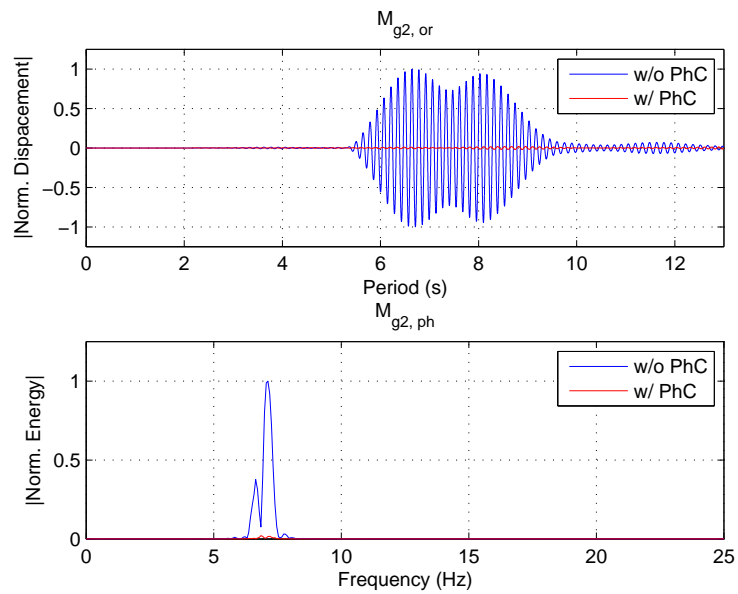 M_g2, or
|Norm. Dispacement|
1
0.5
0
−0.5
−1
w/o PhC
w/ PhC
0 2 4 6 8 10 12
Period (s)
M_g2, ph
|Norm. Energy|
1
0.5
0
w/o PhC
w/ PhC
0 5 10 15 20 25
Frequency (Hz)